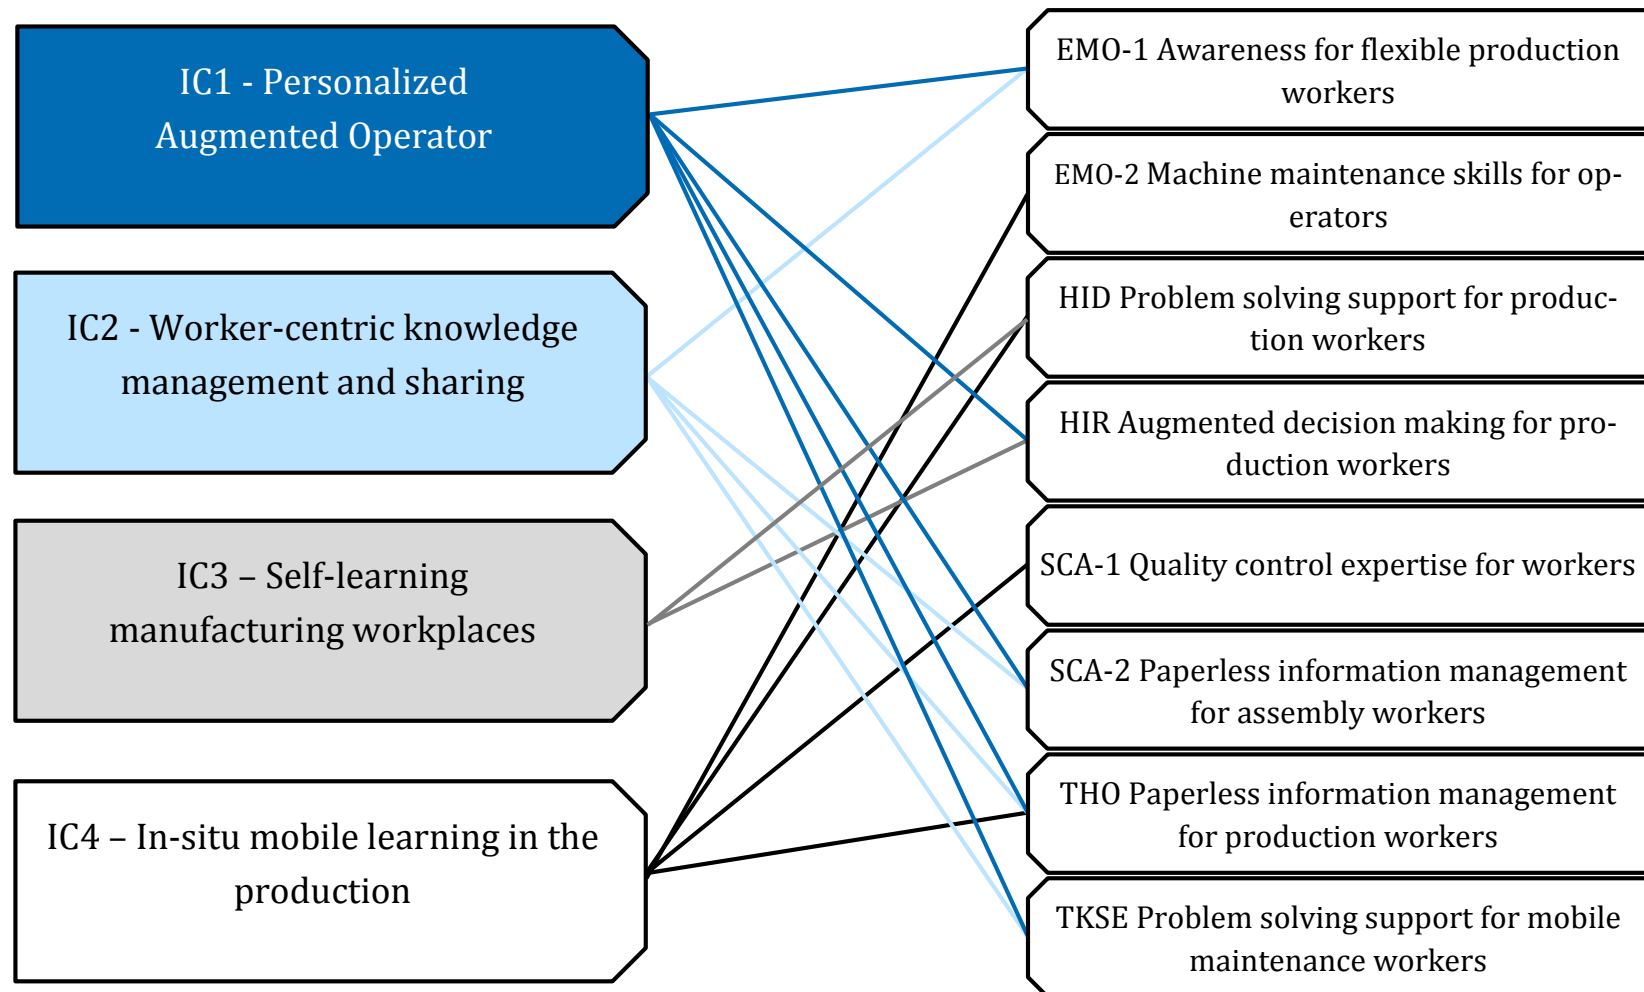 IC1 - Personalized
Augmented Operator
IC2 - Worker-centric knowledge
management and sharing
IC3 – Self-learning
manufacturing workplaces
IC4 – In-situ mobile learning in the
production
EMO-1 Awareness for flexible production
workers
EMO-2 Machine maintenance skills for op-
erators
HID Problem solving support for produc-
tion workers
HIR Augmented decision making for pro-
duction workers
SCA-1 Quality control expertise for workers
SCA-2 Paperless information management
for assembly workers
THO Paperless information management
for production workers
TKSE Problem solving support for mobile
maintenance workers